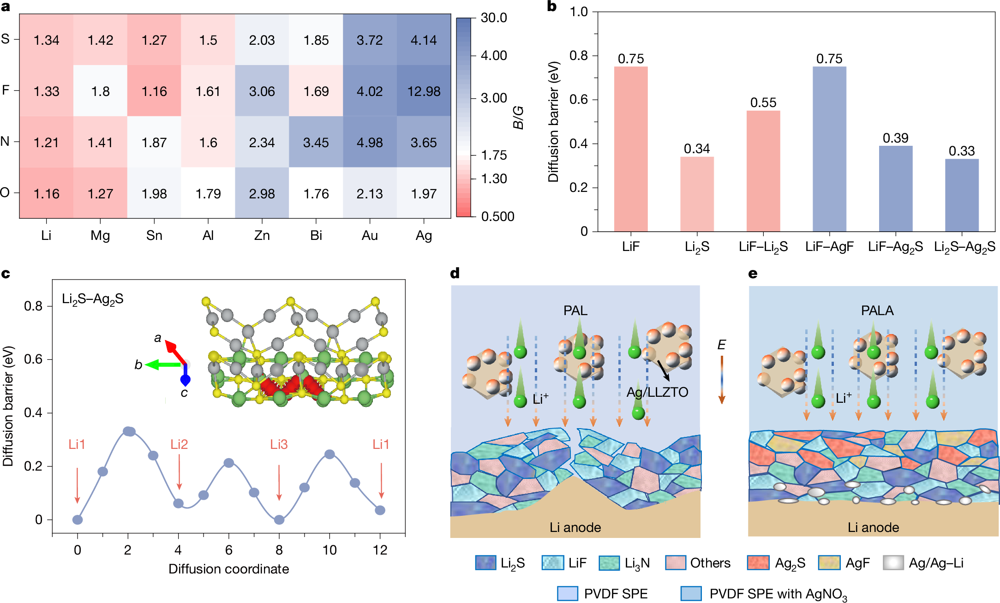 a
S 1.34 1.42 1.27 1.5 2.03 1.85 3.72 4.14
F 1.33 1.8 1.16 1.61 3.06 1.69 4.02 12.98
N 1.21 1.41 1.87 1.6 2.34 3.45 4.98 3.65
O 1.16 1.27 1.98 1.79 2.98 1.76 2.13 1.97
Li Mg Sn Al Zn Bi Au Ag
30.0
4.00
3.00
1.75
1.30
0.500
B/G
b
Diffusion barrier (eV)
1.0
0.8
0.6
0.4
0.2
0
0.75
0.34
0.55
0.75
0.39
0.33
LiF Li₂S LiF–Li₂S LiF–AgF LiF–Ag₂S Li₂S–Ag₂S
c
Diffusion barrier (eV)
0.8
0.6
0.4
0.2
0
Li₂S–Ag₂S
a
b
c
Li1 Li2 Li3 Li1
0 2 4 6 8 10 12
Diffusion coordinate
d
PAL
Li⁺
Ag/LLZTO
Li anode
E
e
PALA
Li⁺
Li anode
Li₂S LiF Li₃N Others Ag₂S AgF Ag/Ag–Li
PVDF SPE PVDF SPE with AgNO₃